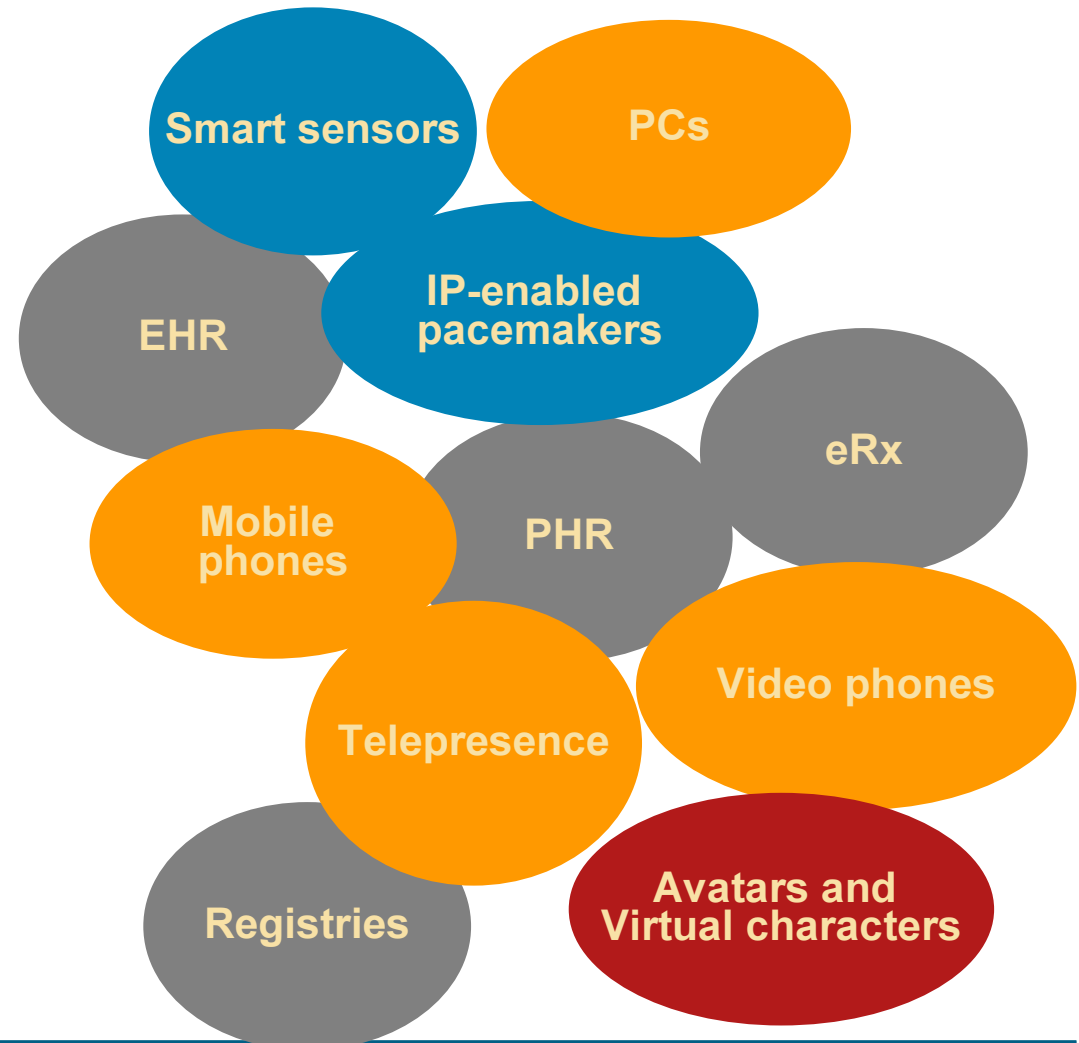 Smart sensors
PCs
IP-enabled
pacemakers
EHR
eRx
Mobile
phones
PHR
Video phones
Telepresence
Avatars and
Virtual characters
Registries